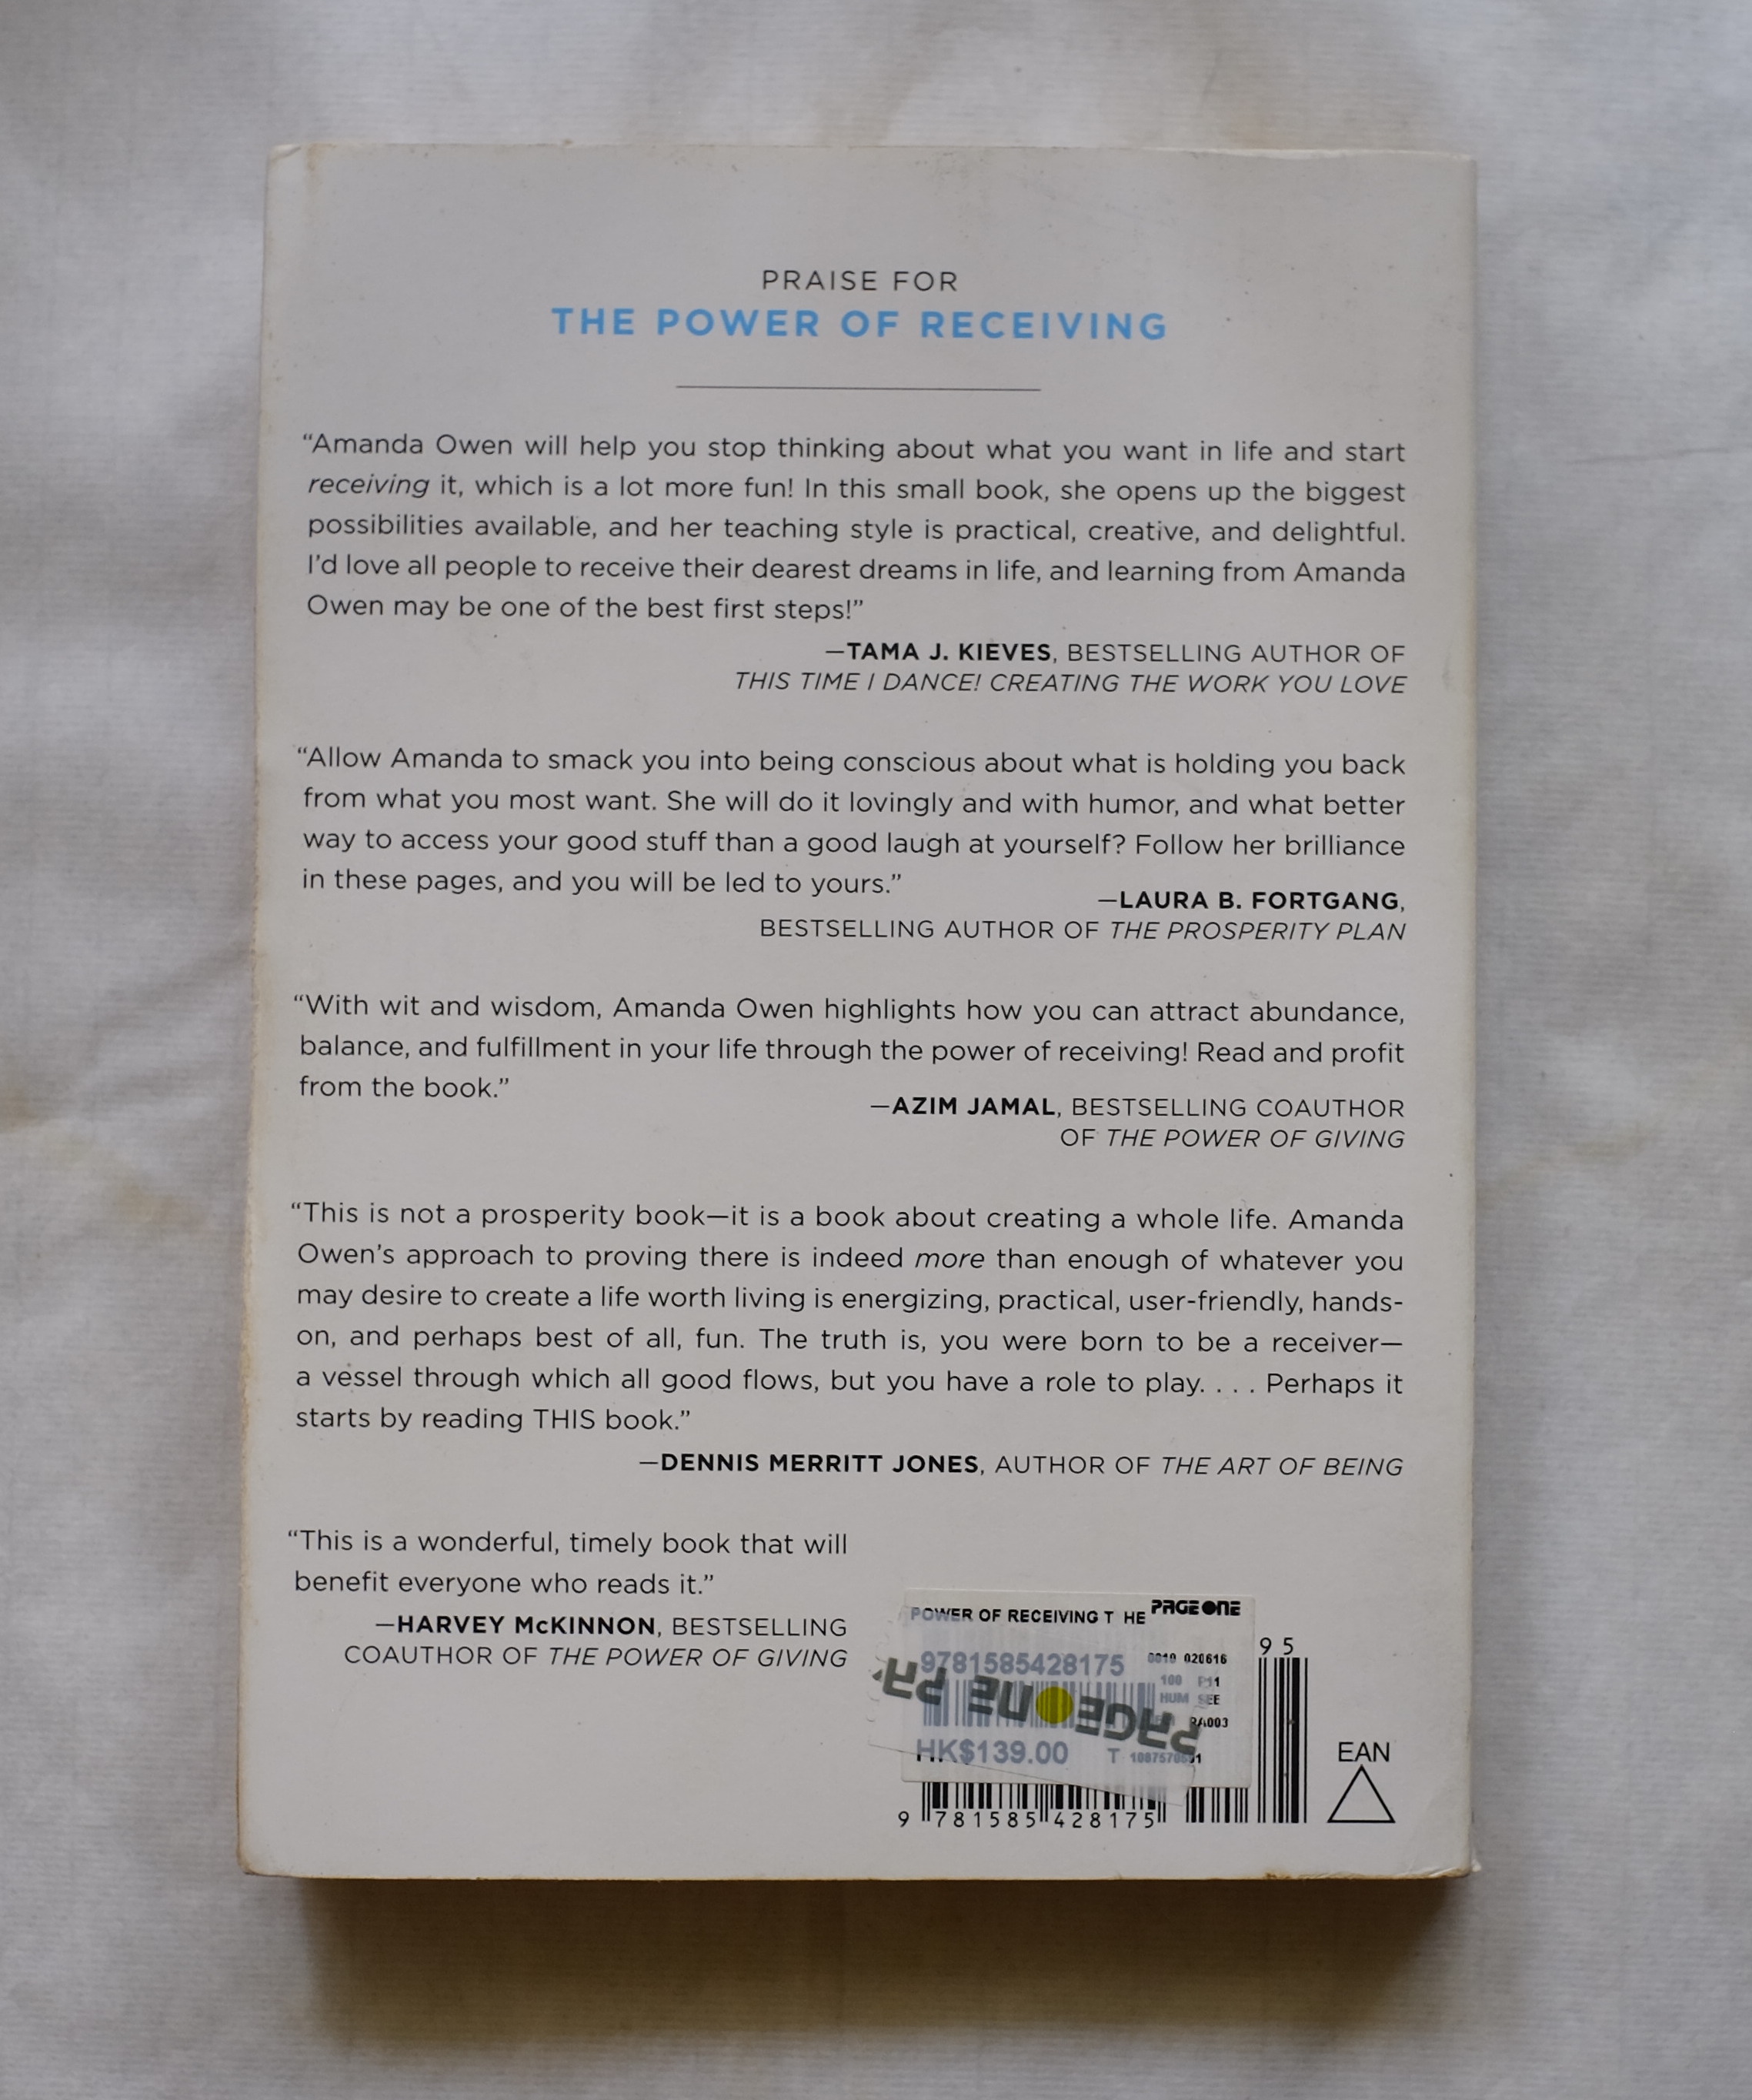 PRAISE FOR
THE POWER OF RECEIVING
“Amanda Owen will help you stop thinking about what you want in life and start
receiving it, which is a lot more fun! In this small book, she opens up the biggest
possibilities available, and her teaching style is practical, creative, and delightful.
I’d love all people to receive their dearest dreams in life, and learning from Amanda
Owen may be one of the best first steps!”
—TAMA J. KIEVES, BESTSELLING AUTHOR OF
THIS TIME I DANCE! CREATING THE WORK YOU LOVE
“Allow Amanda to smack you into being conscious about what is holding you back
from what you most want. She will do it lovingly and with humor, and what better
way to access your good stuff than a good laugh at yourself? Follow her brilliance
in these pages, and you will be led to yours.”
—LAURA B. FORTGANG,
BESTSELLING AUTHOR OF THE PROSPERITY PLAN
“With wit and wisdom, Amanda Owen highlights how you can attract abundance,
balance, and fulfillment in your life through the power of receiving! Read and profit
from the book.”
—AZIM JAMAL, BESTSELLING COAUTHOR
OF THE POWER OF GIVING
“This is not a prosperity book—it is a book about creating a whole life. Amanda
Owen’s approach to proving there is indeed more than enough of whatever you
may desire to create a life worth living is energizing, practical, user-friendly, hands-
on, and perhaps best of all, fun. The truth is, you were born to be a receiver—
a vessel through which all good flows, but you have a role to play. . . . Perhaps it
starts by reading THIS book.”
—DENNIS MERRITT JONES, AUTHOR OF THE ART OF BEING
“This is a wonderful, timely book that will
benefit everyone who reads it.”
—HARVEY McKINNON, BESTSELLING
COAUTHOR OF THE POWER OF GIVING
POWER OF RECEIVING T HE PAGE ONE
95
9781585428175 020616
100
HUM SEE
PAGE ONE PA
RA003
HK$139.00 T
EAN
9 781585 428175